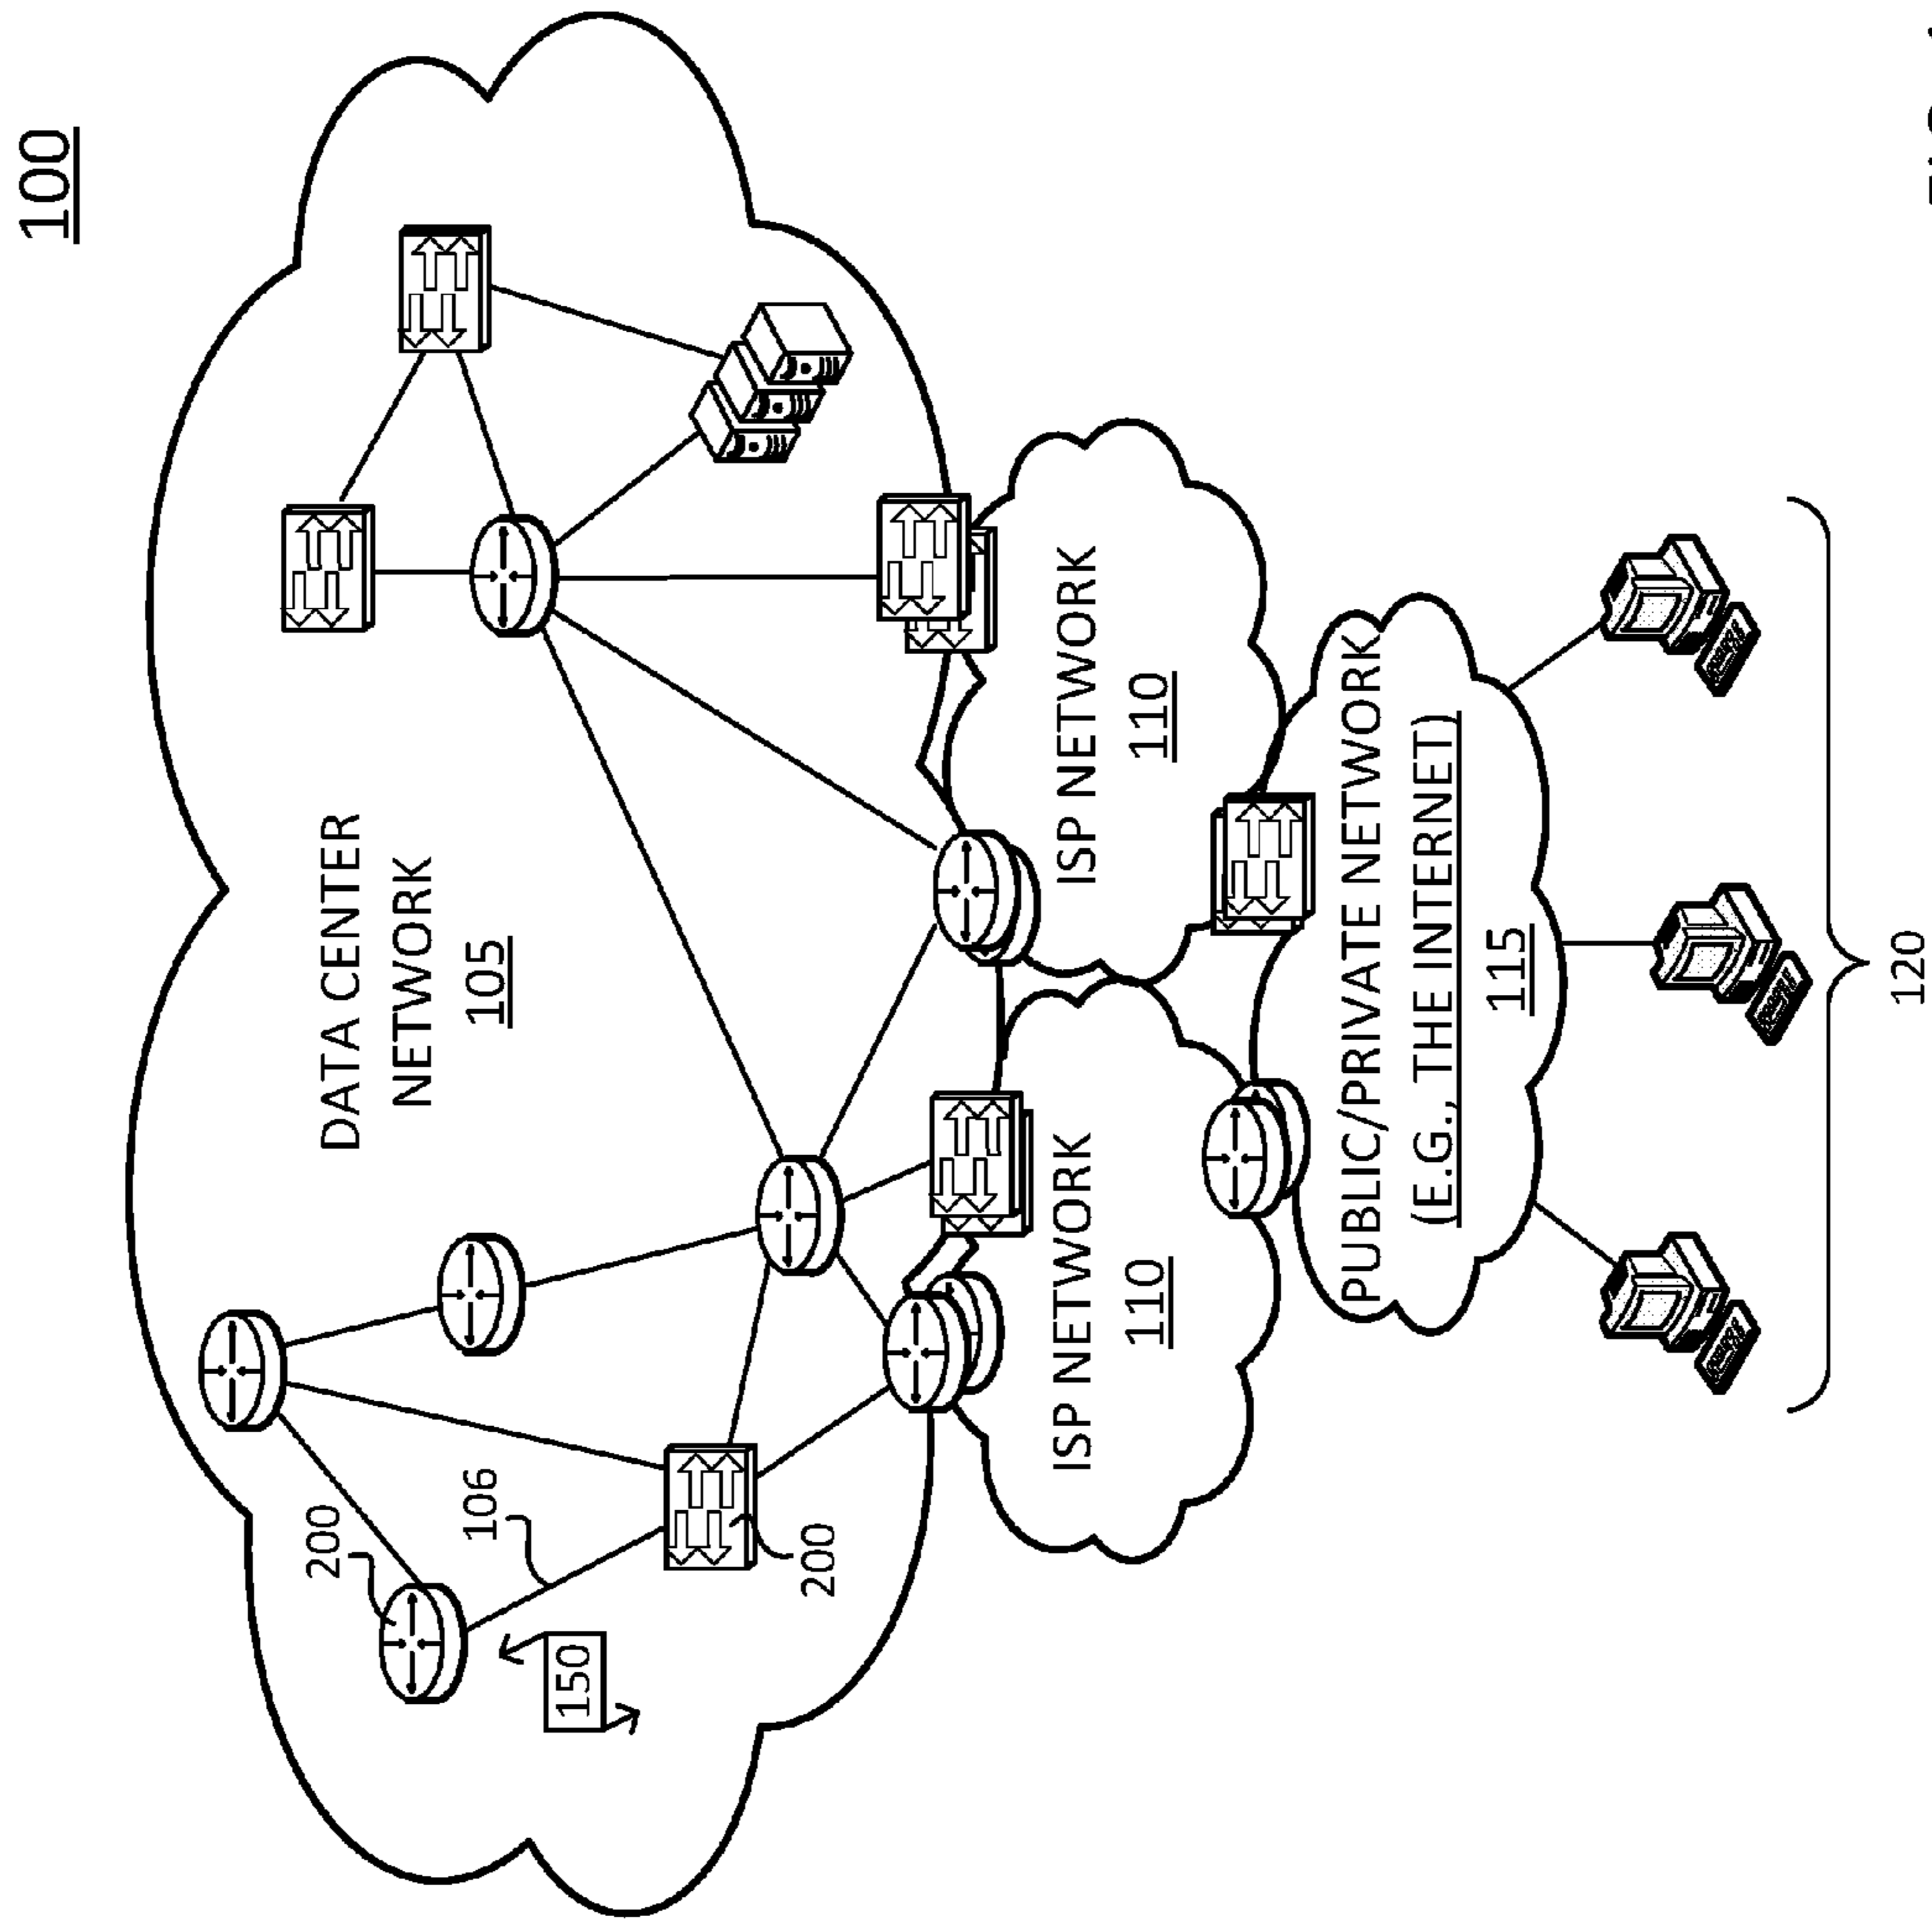 100
DATA CENTER
NETWORK
105
200
106
200
150
ISP NETWORK
110
ISP NETWORK
110
PUBLIC/PRIVATE NETWORK
(E.G., THE INTERNET)
115
120